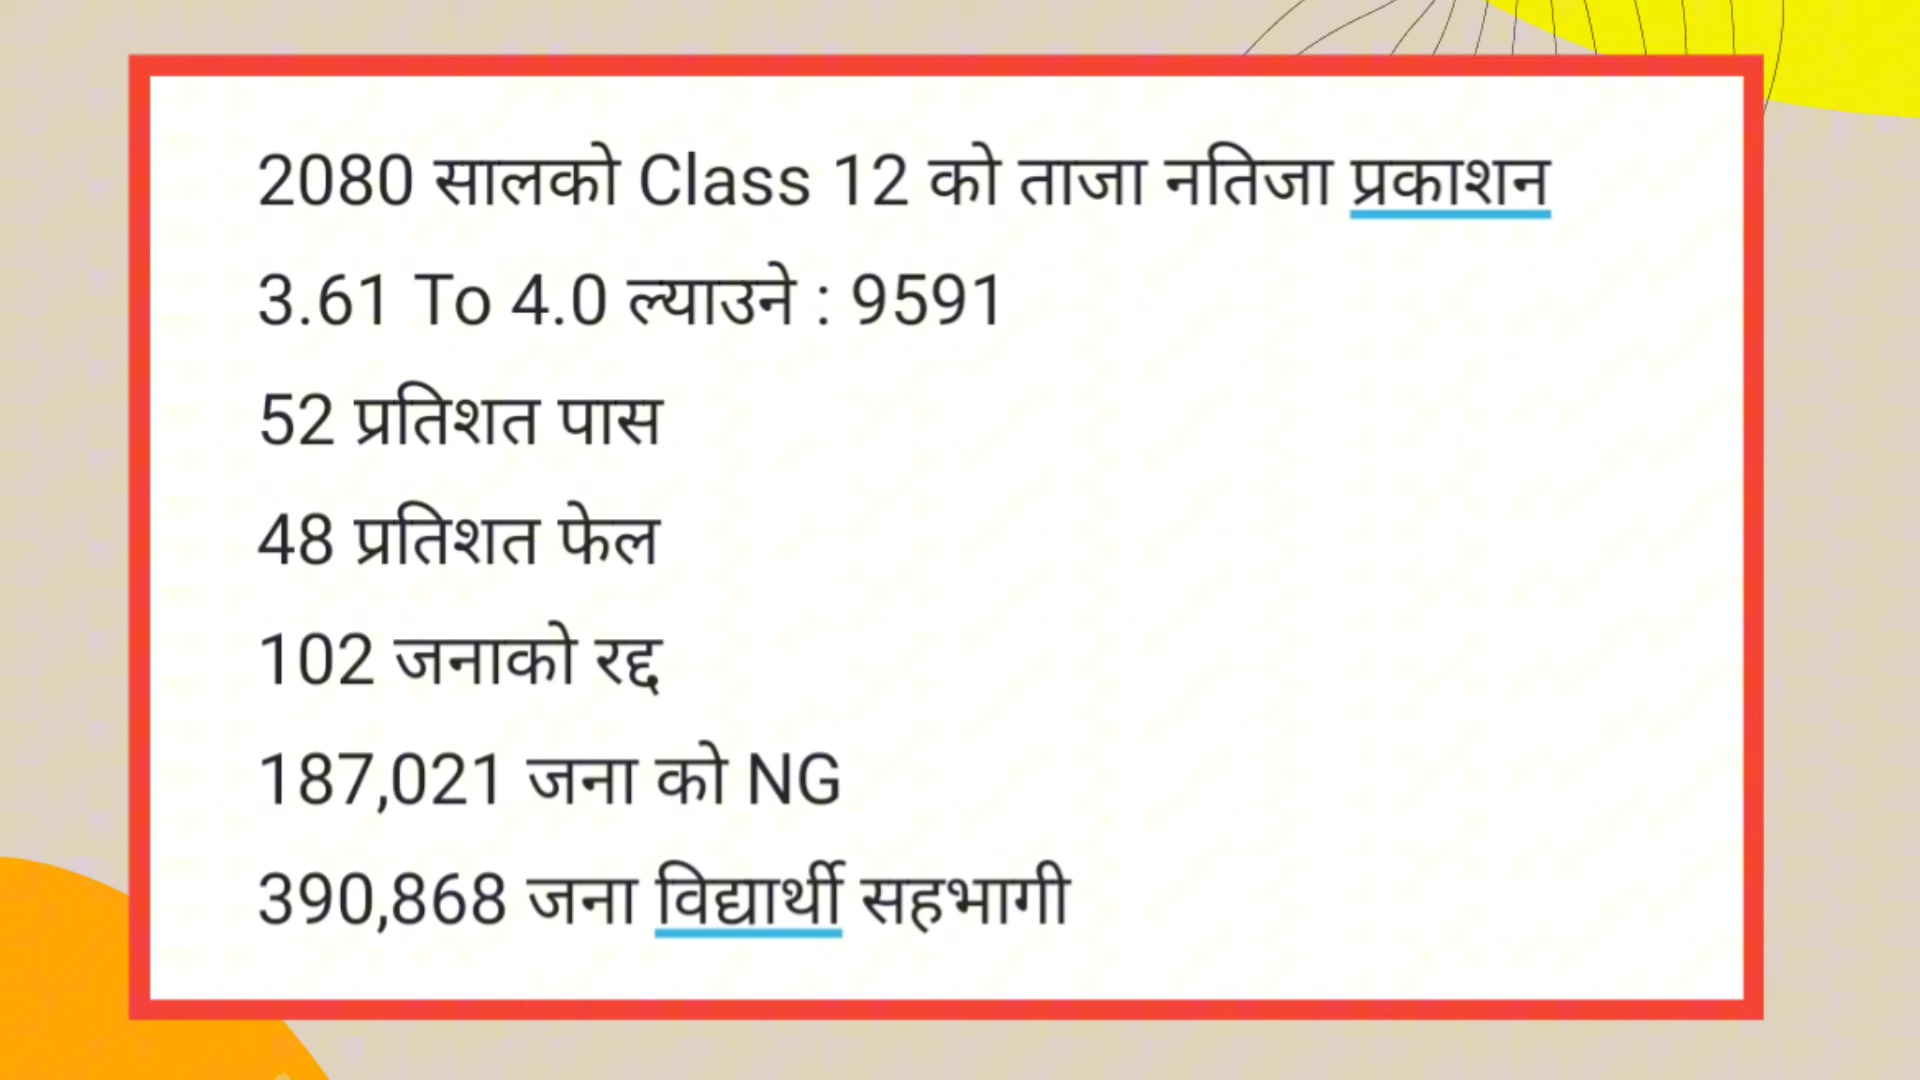 2080 सालको Class 12 को ताजा नतिजा प्रकाशन
3.61 To 4.0 ल्याउने : 9591
52 प्रतिशत पास
48 प्रतिशत फेल
102 जनाको रद्द
187,021 जना को NG
390,868 जना विद्यार्थी सहभागी